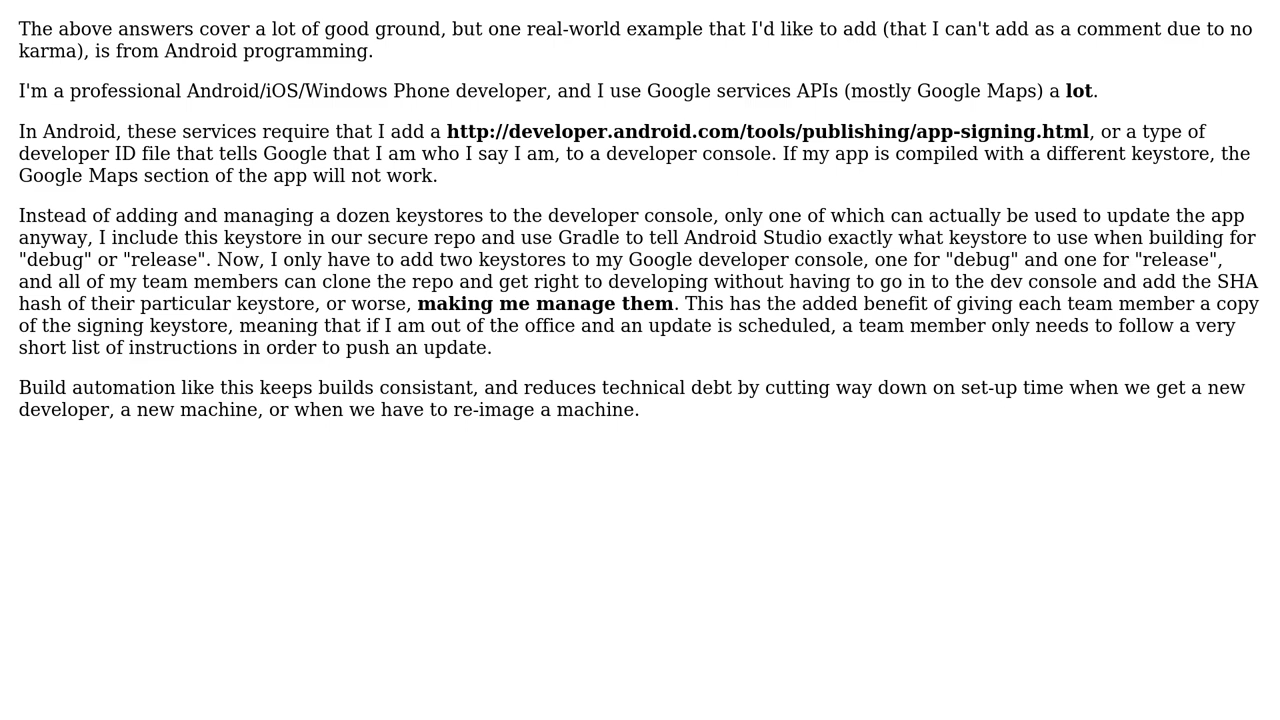 The above answers cover a lot of good ground, but one real-world example that I'd like to add (that I can't add as a comment due to no
karma), is from Android programming.
I'm a professional Android/iOS/Windows Phone developer, and I use Google services APIs (mostly Google Maps) a lot.
In Android, these services require that I add a http://developer.android.com/tools/publishing/app-signing.html, or a type of
developer ID file that tells Google that I am who I say I am, to a developer console. If my app is compiled with a different keystore, the
Google Maps section of the app will not work.
Instead of adding and managing a dozen keystores to the developer console, only one of which can actually be used to update the app
anyway, I include this keystore in our secure repo and use Gradle to tell Android Studio exactly what keystore to use when building for
"debug" or "release". Now, I only have to add two keystores to my Google developer console, one for "debug" and one for "release",
and all of my team members can clone the repo and get right to developing without having to go in to the dev console and add the SHA
hash of their particular keystore, or worse, making me manage them. This has the added benefit of giving each team member a copy
of the signing keystore, meaning that if I am out of the office and an update is scheduled, a team member only needs to follow a very
short list of instructions in order to push an update.
Build automation like this keeps builds consistant, and reduces technical debt by cutting way down on set-up time when we get a new
developer, a new machine, or when we have to re-image a machine.